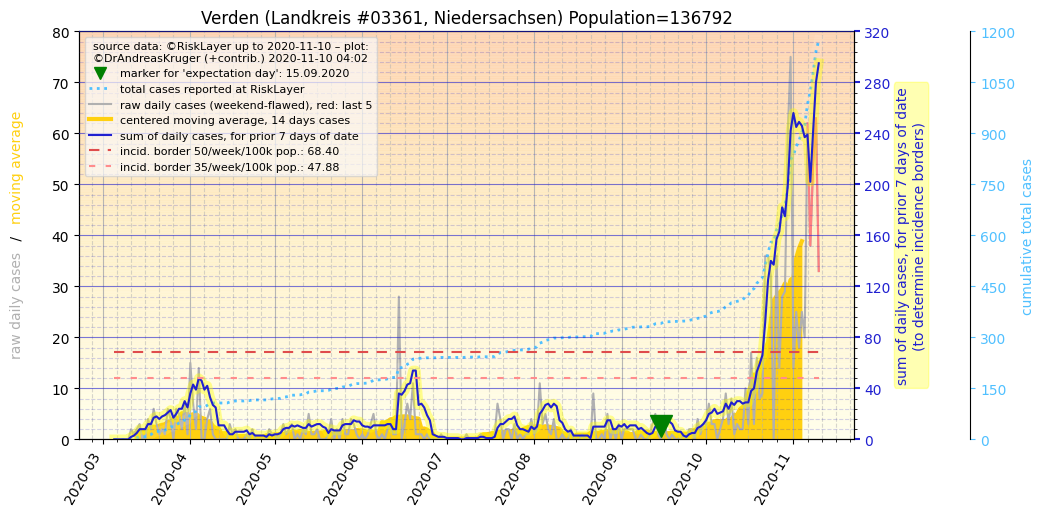 Verden (Landkreis #03361, Niedersachsen) Population=136792
source data: ©RiskLayer up to 2020-11-10 – plot:
©DrAndreasKruger (+contrib.) 2020-11-10 04:02
marker for 'expectation day': 15.09.2020
total cases reported at RiskLayer
raw daily cases (weekend-flawed), red: last 5
centered moving average, 14 days cases
sum of daily cases, for prior 7 days of date
incid. border 50/week/100k pop.: 68.40
incid. border 35/week/100k pop.: 47.88
raw daily cases / moving average
80
70
60
50
40
30
20
10
0
2020-03
2020-04
2020-05
2020-06
2020-07
2020-08
2020-09
2020-10
2020-11
320
280
240
200
160
120
80
40
0
sum of daily cases, for prior 7 days of date
(to determine incidence borders)
1200
1050
900
750
600
450
300
150
0
cumulative total cases